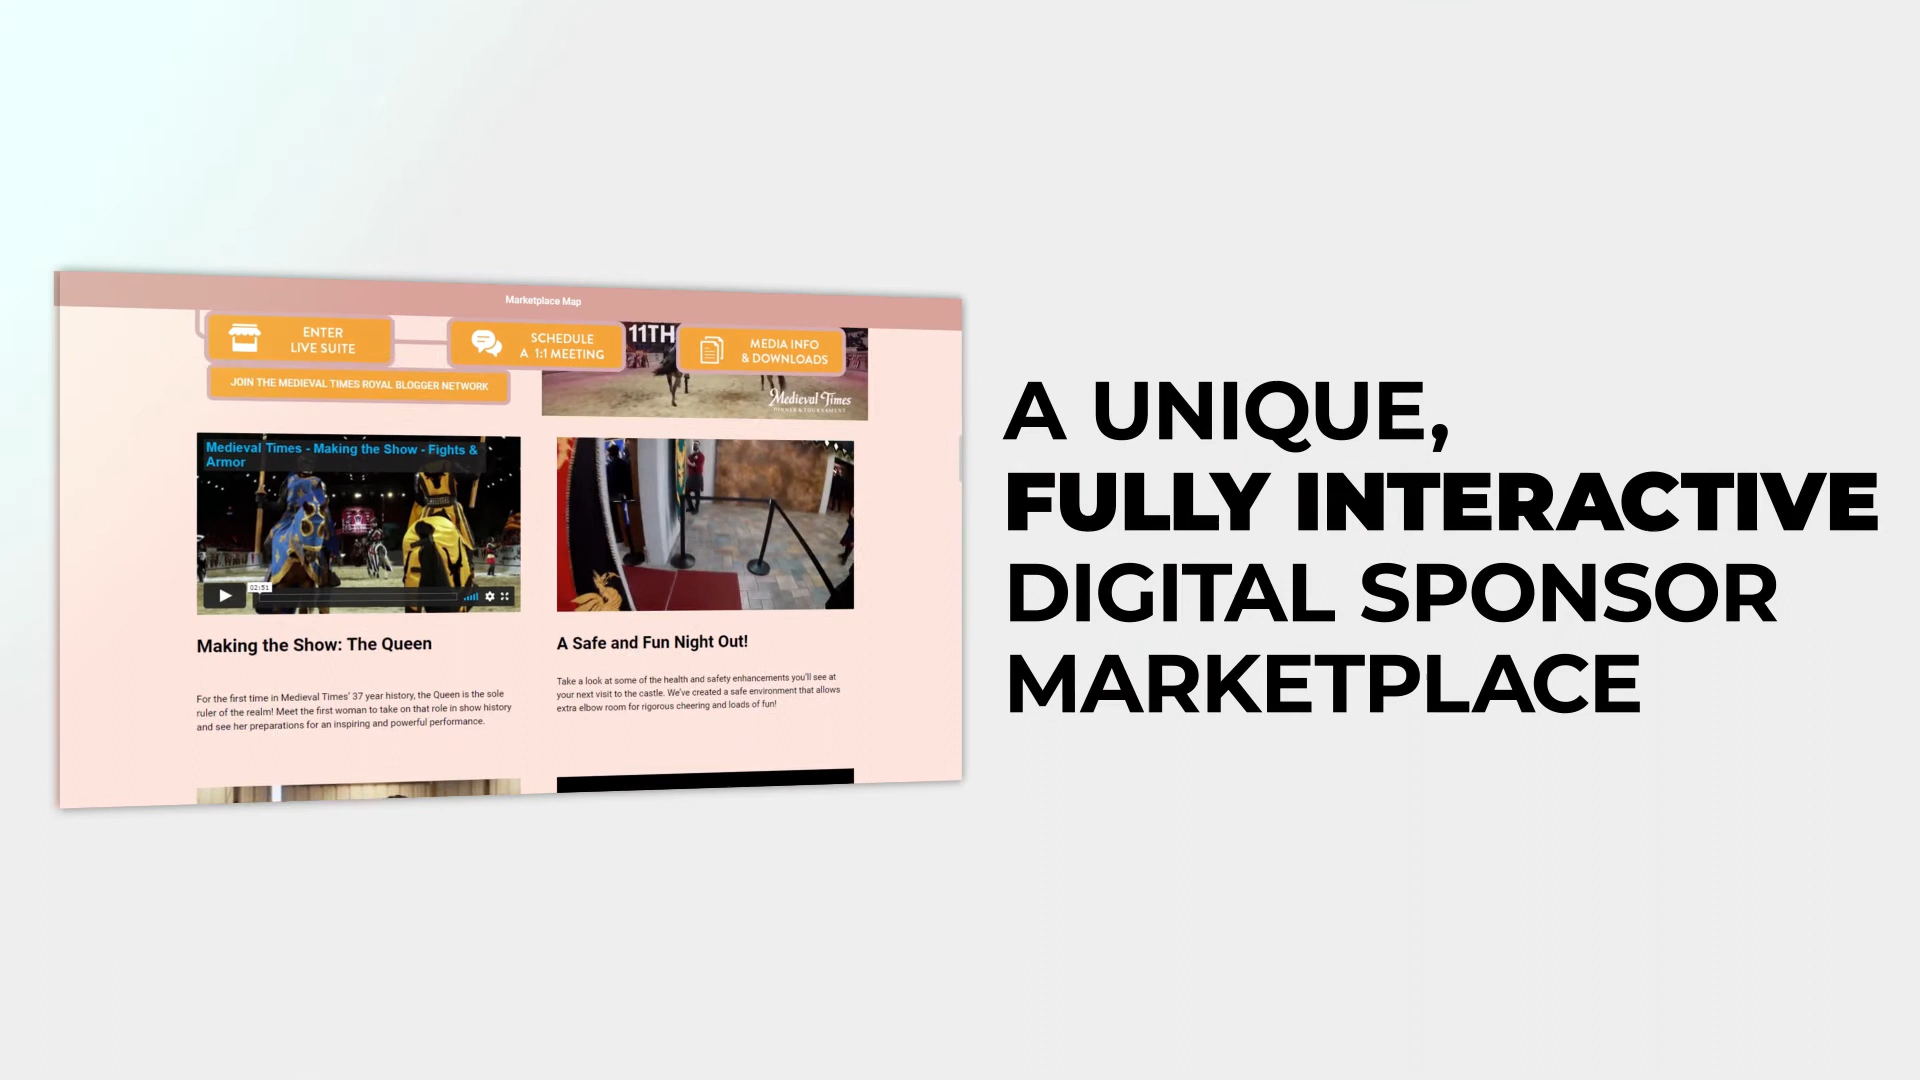 Marketplace Map
ENTER
LIVE SUITE
SCHEDULE
A 1:1 MEETING
11TH
MEDIA INFO
& DOWNLOADS
JOIN THE MEDIEVAL TIMES ROYAL BLOGGER NETWORK
Medieval Times
DINNER & TOURNAMENT
Medieval Times - Making the Show - Fights &
Armor
02:51
Making the Show: The Queen
For the first time in Medieval Times' 37 year history, the Queen is the sole
ruler of the realm! Meet the first woman to take on that role in show history
and see her preparations for an inspiring and powerful performance.
A Safe and Fun Night Out!
Take a look at some of the health and safety enhancements you'll see at
your next visit to the castle. We've created a safe environment that allows
extra elbow room for rigorous cheering and loads of fun!
A UNIQUE,
FULLY INTERACTIVE
DIGITAL SPONSOR
MARKETPLACE